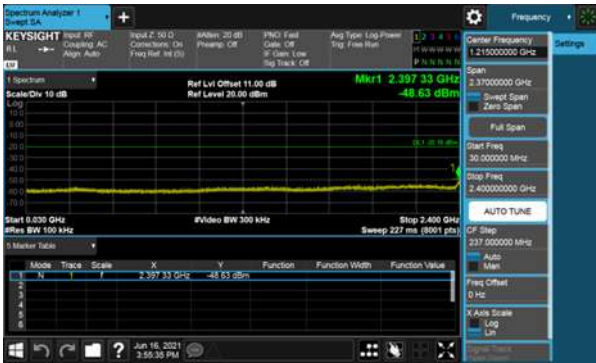 Spectrum Analyzer 1
Swept SA
+
Frequency
KEYSIGHT
Input: RF
Coupling: AC
Align: Auto
Input Z: 50 Ω
Corrections: On
Freq Ref: Int (S)
#Atten: 20 dB
Preamp: Off
PNO: Fast
Gate: Off
IF Gain: Low
Sig Track: Off
Avg Type: Log-Power
Trig: Free Run
1 2 3 4 5 6
Center Frequency
1.215000000 GHz
Settings
Span
2.37000000 GHz
Swept Span
Zero Span
Full Span
Start Freq
30.000000 MHz
Stop Freq
2.400000000 GHz
AUTO TUNE
CF Step
237.000000 MHz
Auto
Man
Freq Offset
0 Hz
X Axis Scale
Log
Lin
1 Spectrum
Scale/Div 10 dB
Ref Lvl Offset 11.00 dB
Ref Level 20.00 dBm
Mkr1 2.397 33 GHz
-48.63 dBm
Log
10.0
0.00
-10.0
-20.0
-30.0
-40.0
-50.0
-60.0
-70.0
1
Start 0.030 GHz
#Res BW 100 kHz
#Video BW 300 kHz
Stop 2.400 GHz
Sweep 227 ms (8001 pts)
5 Marker Table
Mode Trace Scale X Y Function Function Width Function Value
1 N 1 f 2.397 33 GHz -48.63 dBm
2
3
4
5
6
? Jun 16, 2021
3:55:35 PM